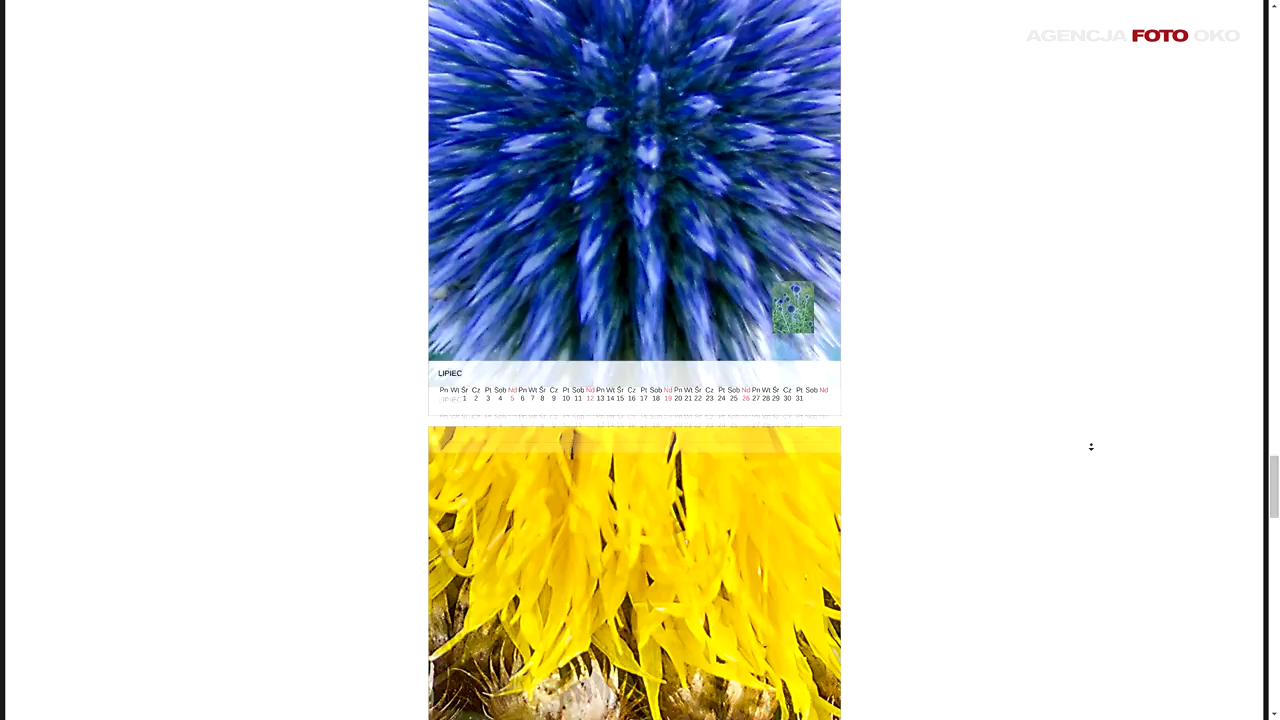 AGENCJA FOTO OKO
LIPIEC
Pn Wt Śr Cz Pt Sob Nd Pn Wt Śr Cz Pt Sob Nd Pn Wt Śr Cz Pt Sob Nd Pn Wt Śr Cz Pt Sob Nd Pn Wt Śr Cz Pt Sob Nd
1 2 3 4 5 6 7 8 9 10 11 12 13 14 15 16 17 18 19 20 21 22 23 24 25 26 27 28 29 30 31